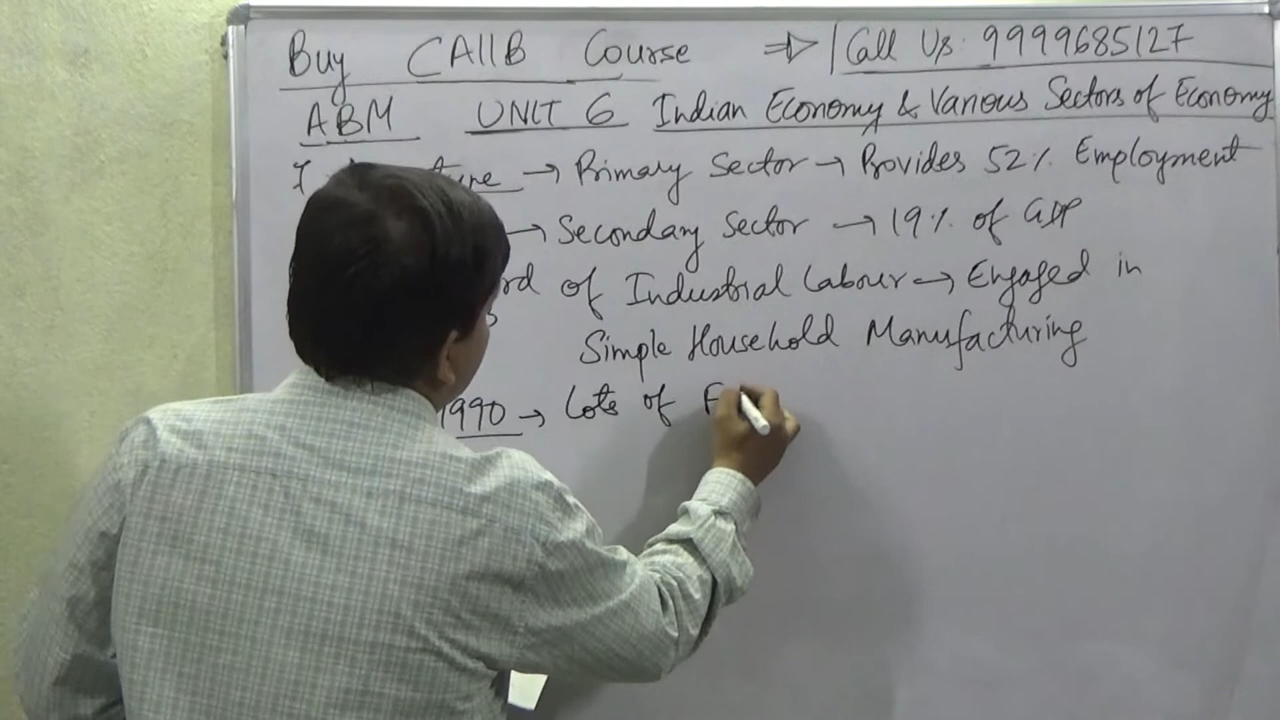 Buy CAIIB Course ⇒ / Call Us: 9999685127
ABM UNIT 6 Indian Economy & Various Sectors of Economy
→ Primary Sector → Provides 52% Employment
→ Secondary Sector → 19% of GDP
of Industrial Labour → Engaged in
Simple Household Manufacturing
1990 → Lots of F